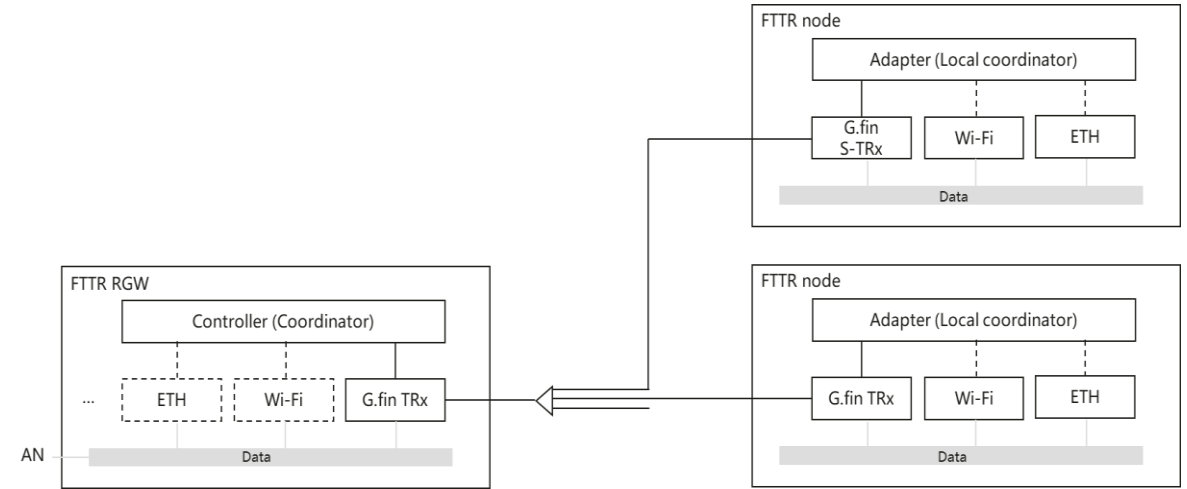 FTTR node
Adapter (Local coordinator)
G.fin
S-TRx
Wi-Fi
ETH
Data
FTTR RGW
Controller (Coordinator)
...
ETH
Wi-Fi
G.fin TRx
AN
Data
FTTR node
Adapter (Local coordinator)
G.fin TRx
Wi-Fi
ETH
Data